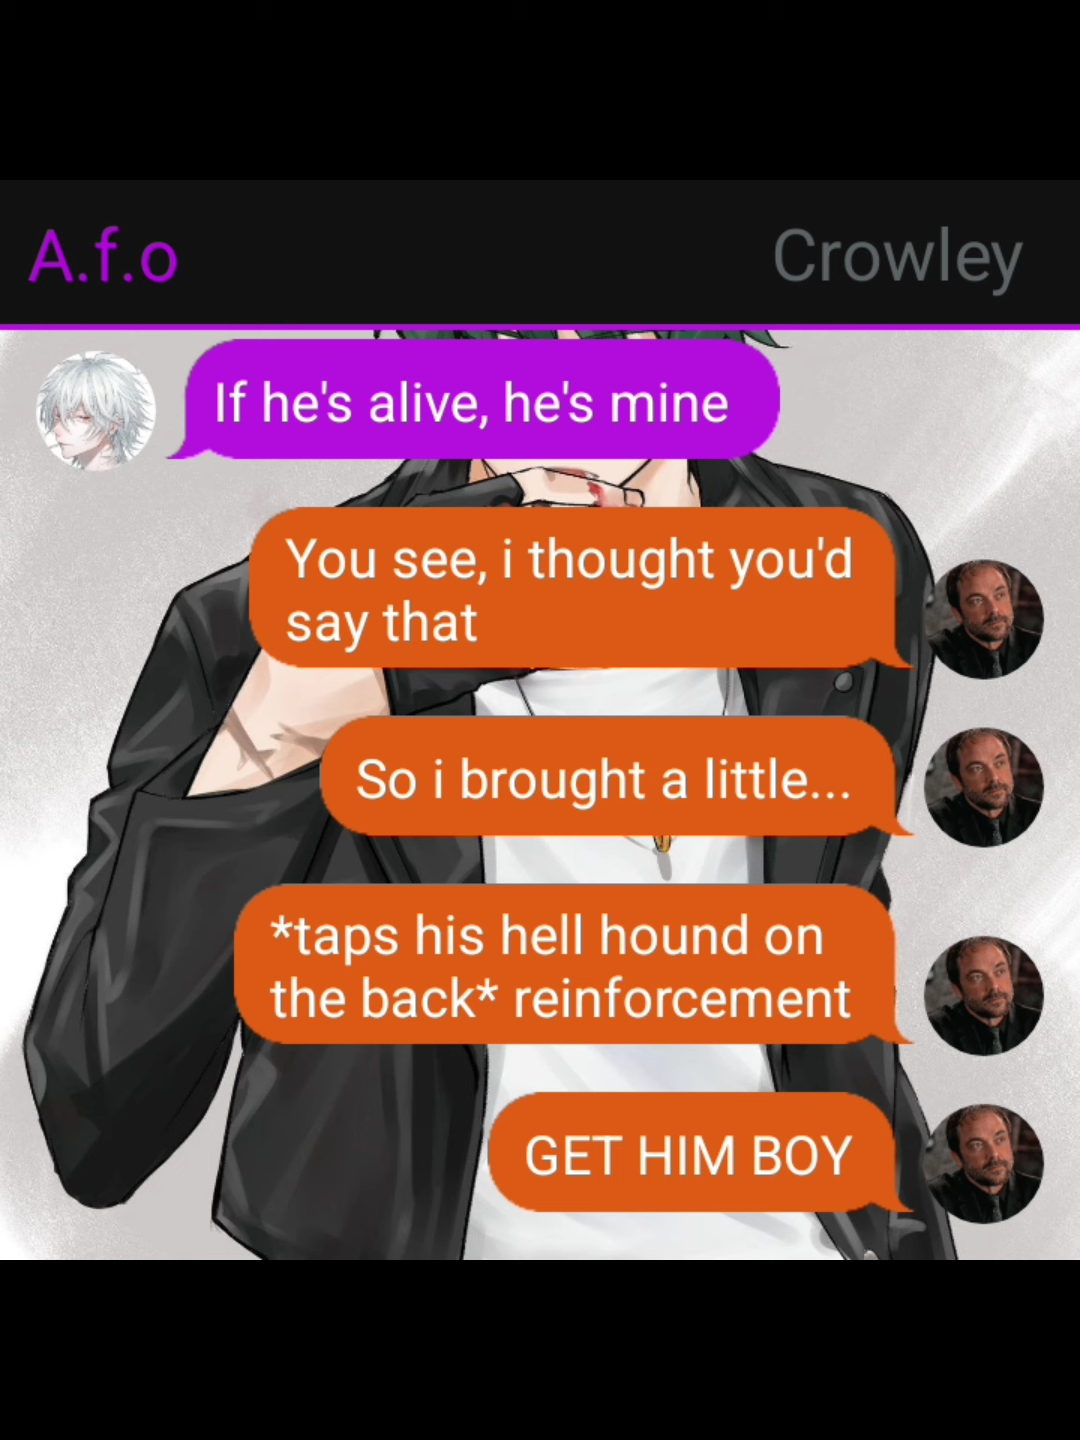 A.f.o
Crowley
If he's alive, he's mine
You see, i thought you'd
say that
So i brought a little...
*taps his hell hound on
the back* reinforcement
GET HIM BOY